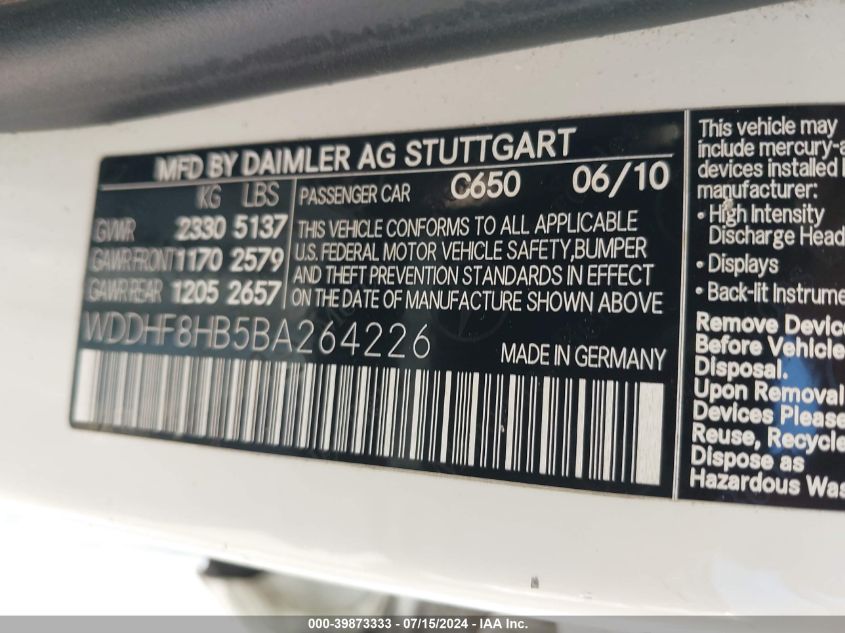 MFD BY DAIMLER AG STUTTGART
KG LBS
GVWR 2330 5137
GAWR FRONT 1170 2579
GAWR REAR 1205 2657
PASSENGER CAR C650 06/10
THIS VEHICLE CONFORMS TO ALL APPLICABLE
U.S. FEDERAL MOTOR VEHICLE SAFETY,BUMPER
AND THEFT PREVENTION STANDARDS IN EFFECT
ON THE DATE OF MANUFACTURE SHOWN ABOVE
WDDHF8HB5BA264226
MADE IN GERMANY
This vehicle may
include mercury-a
devices installed
manufacturer:
• High Intensity
Discharge Head
• Displays
• Back-lit Instrume
Remove Device
Before Vehicle
Disposal.
Upon Removal
Devices Please
Reuse, Recycle
Dispose as
Hazardous Was
000-39873333 - 07/15/2024 - IAA Inc.